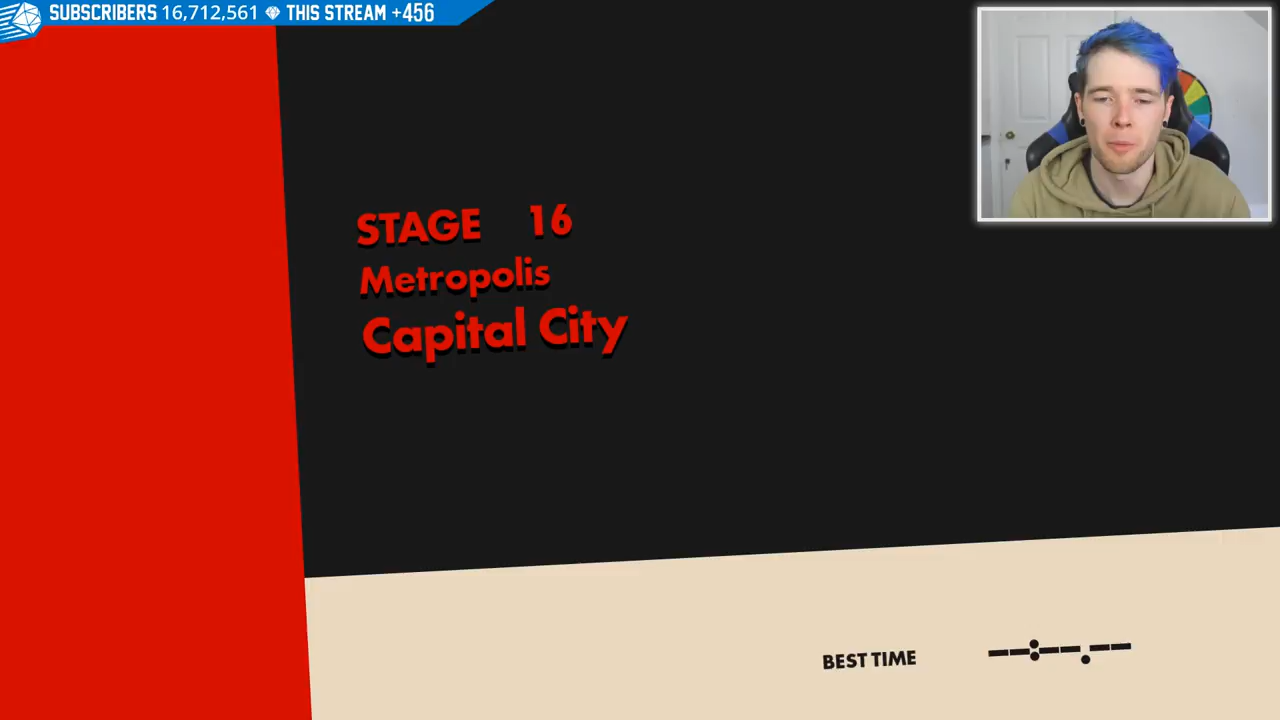 SUBSCRIBERS 16,712,561 THIS STREAM +456
STAGE 16
Metropolis
Capital City
BEST TIME --:--.--